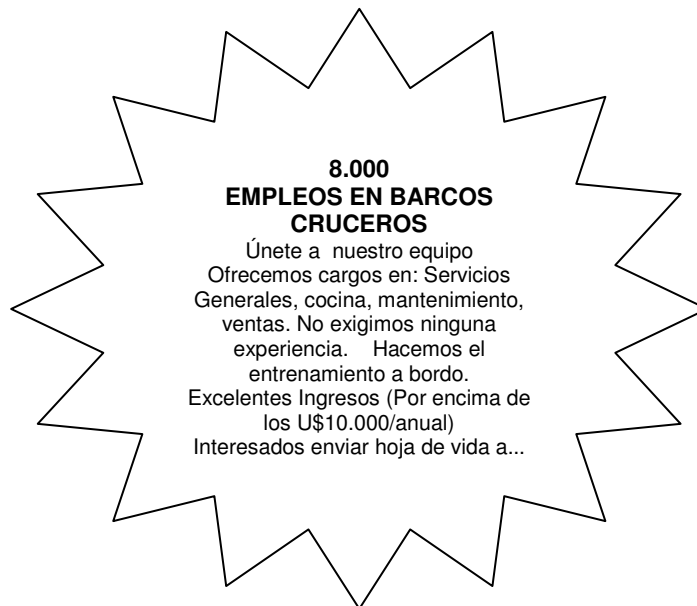 8.000
EMPLEOS EN BARCOS
CRUCEROS
Únete a  nuestro equipo
Ofrecemos cargos en: Servicios
Generales, cocina, mantenimiento,
ventas. No exigimos ninguna
experiencia.    Hacemos el
entrenamiento a bordo.
Excelentes Ingresos (Por encima de
los U$10.000/anual)
Interesados enviar hoja de vida a...